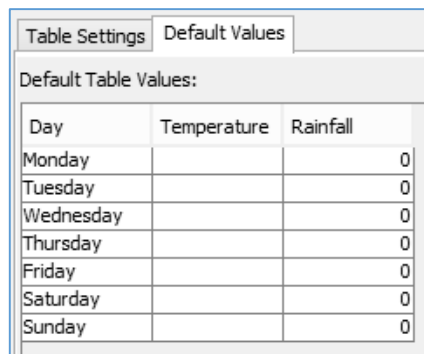 Table Settings Default Values
Default Table Values:
Day Temperature Rainfall
Monday 0
Tuesday 0
Wednesday 0
Thursday 0
Friday 0
Saturday 0
Sunday 0